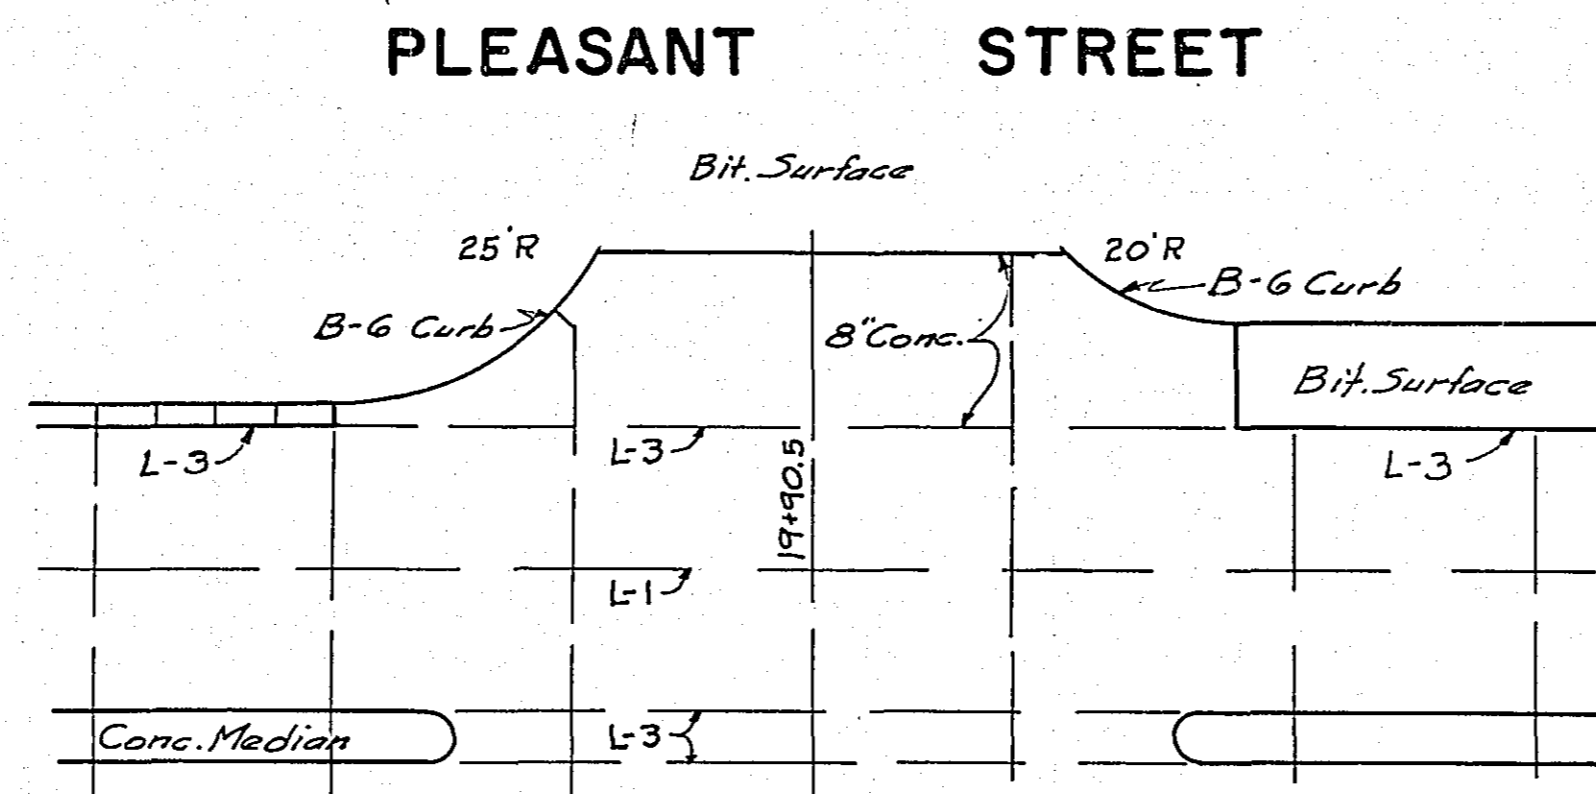 PLEASANT STREET
Bit. Surface
25'R
20'R
B-6 Curb
B-6 Curb
8" Conc.
Bit. Surface
L-3
L-3
L-3
19+90.5
L-1
Conc. Median
L-3